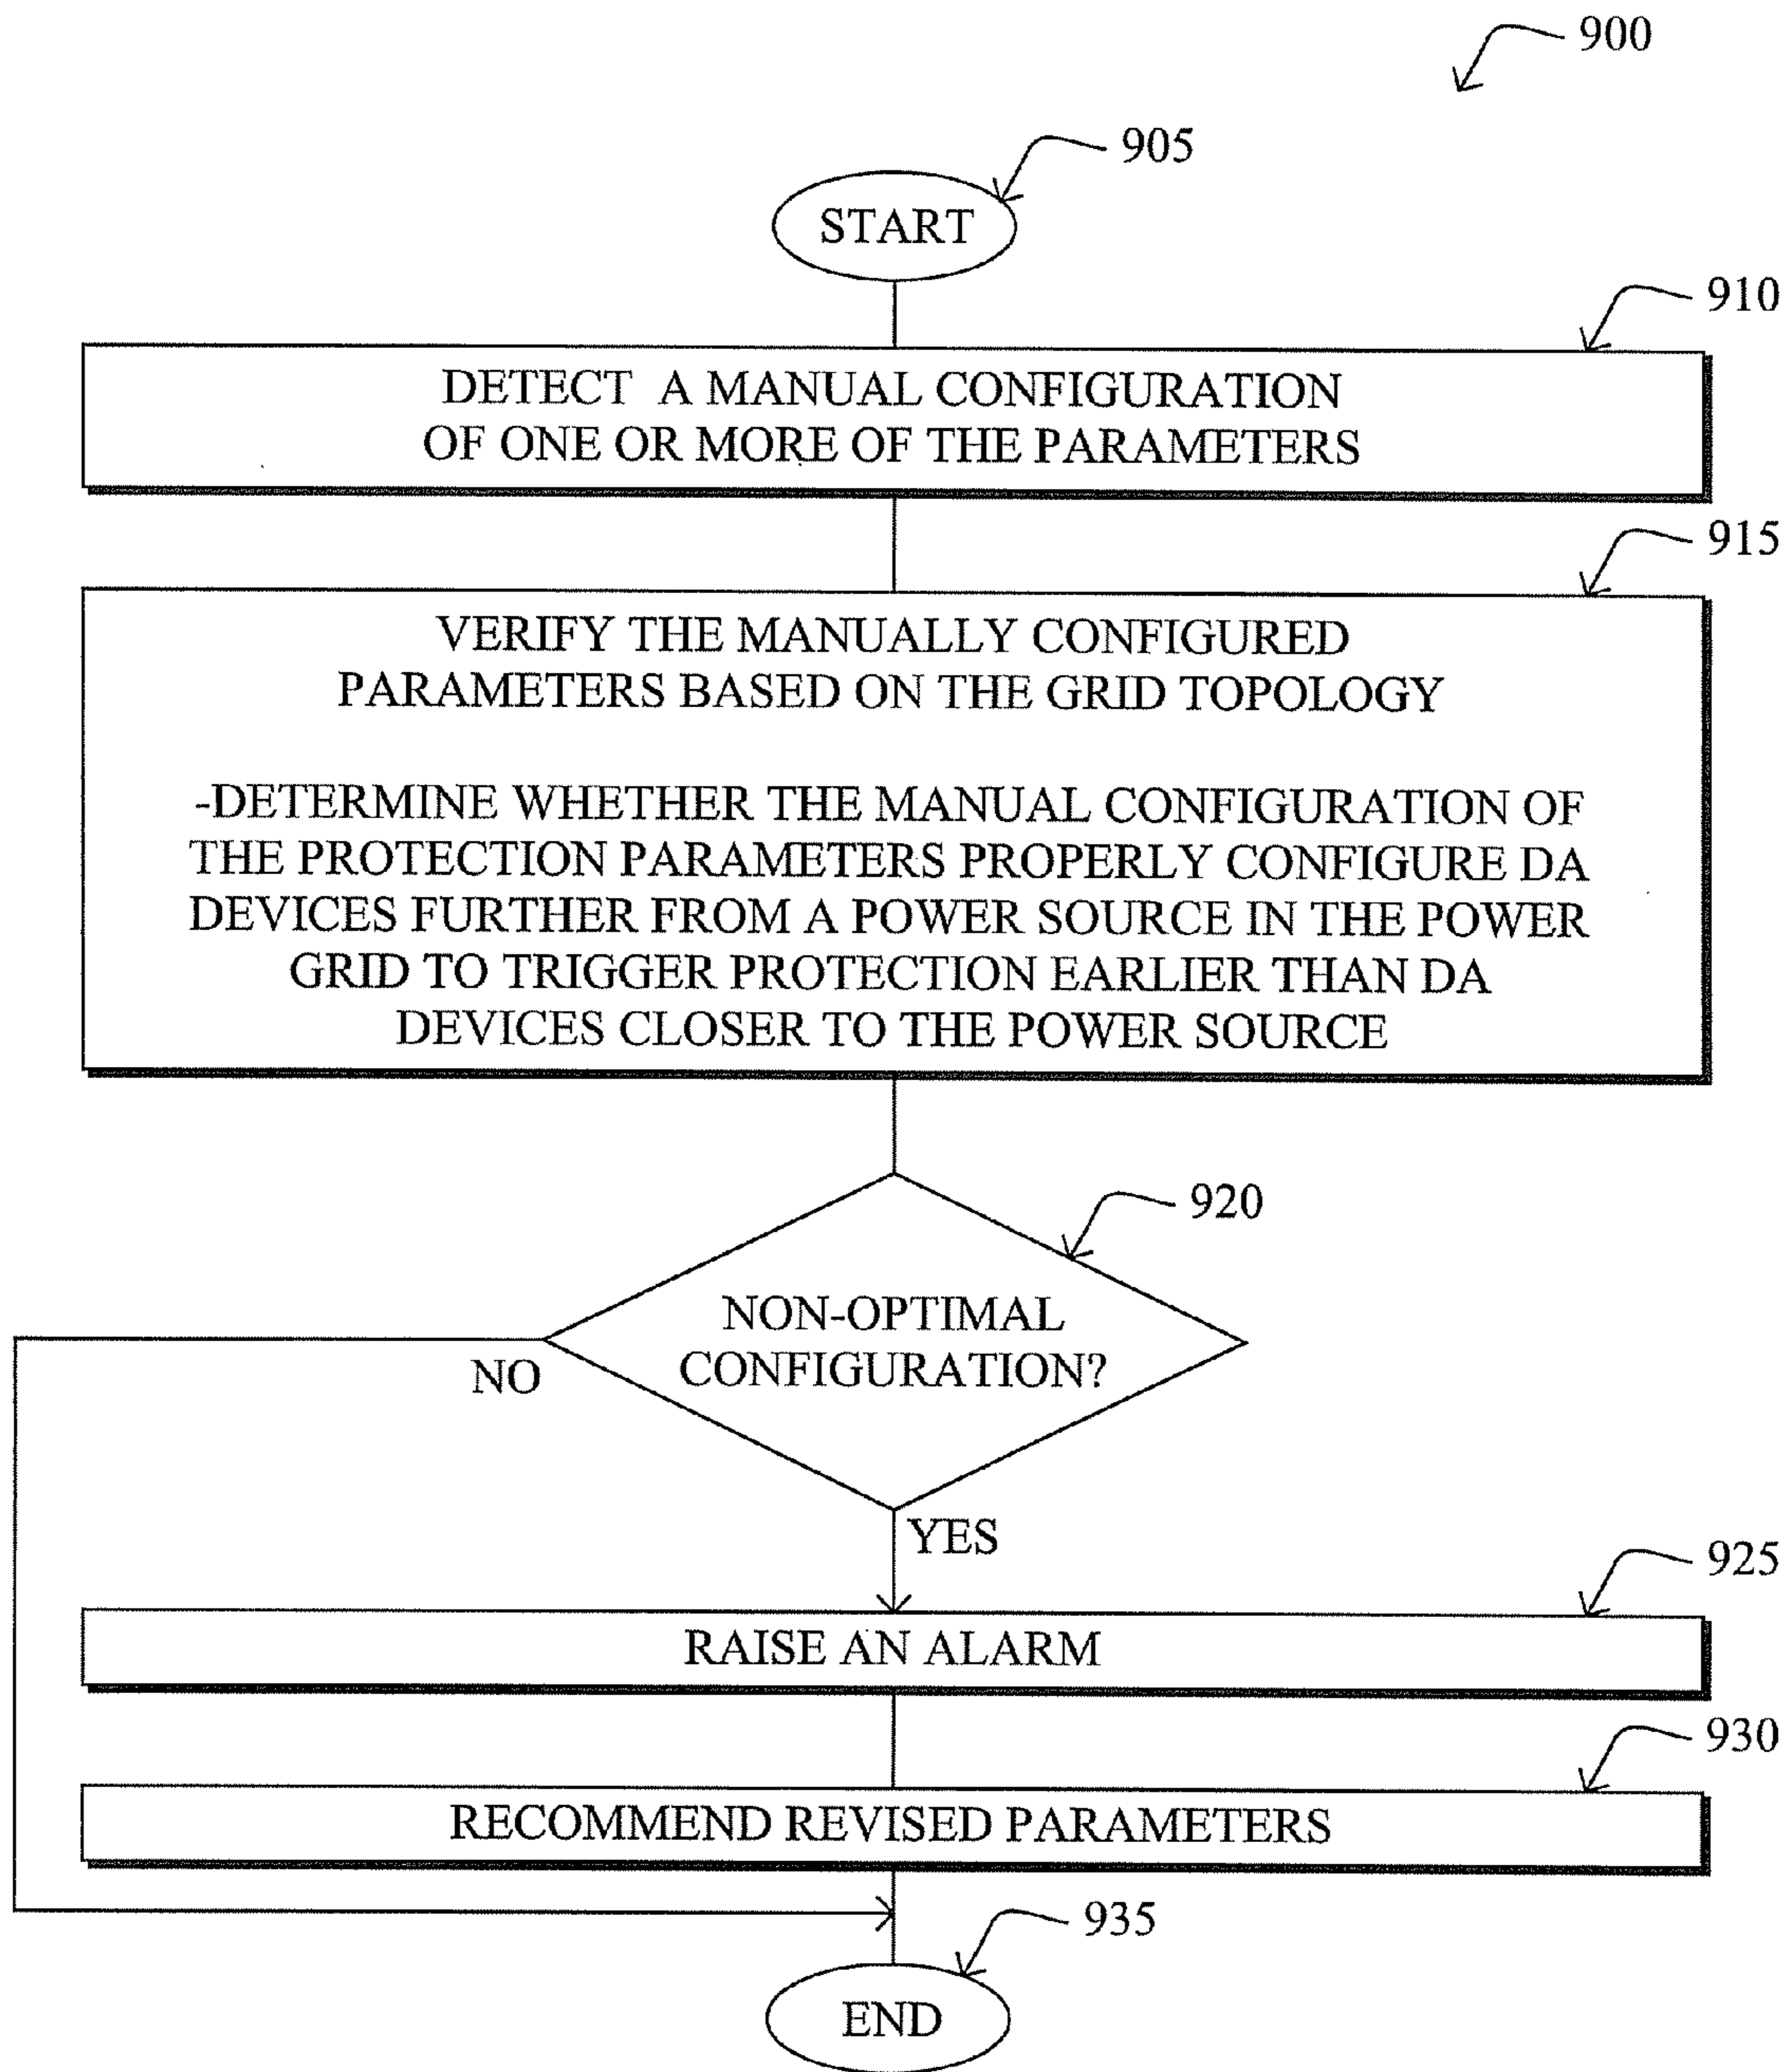 900
905
START
910
DETECT A MANUAL CONFIGURATION
OF ONE OR MORE OF THE PARAMETERS
915
VERIFY THE MANUALLY CONFIGURED
PARAMETERS BASED ON THE GRID TOPOLOGY
-DETERMINE WHETHER THE MANUAL CONFIGURATION OF
THE PROTECTION PARAMETERS PROPERLY CONFIGURE DA
DEVICES FURTHER FROM A POWER SOURCE IN THE POWER
GRID TO TRIGGER PROTECTION EARLIER THAN DA
DEVICES CLOSER TO THE POWER SOURCE
920
NON-OPTIMAL
CONFIGURATION?
NO
YES
925
RAISE AN ALARM
930
RECOMMEND REVISED PARAMETERS
935
END